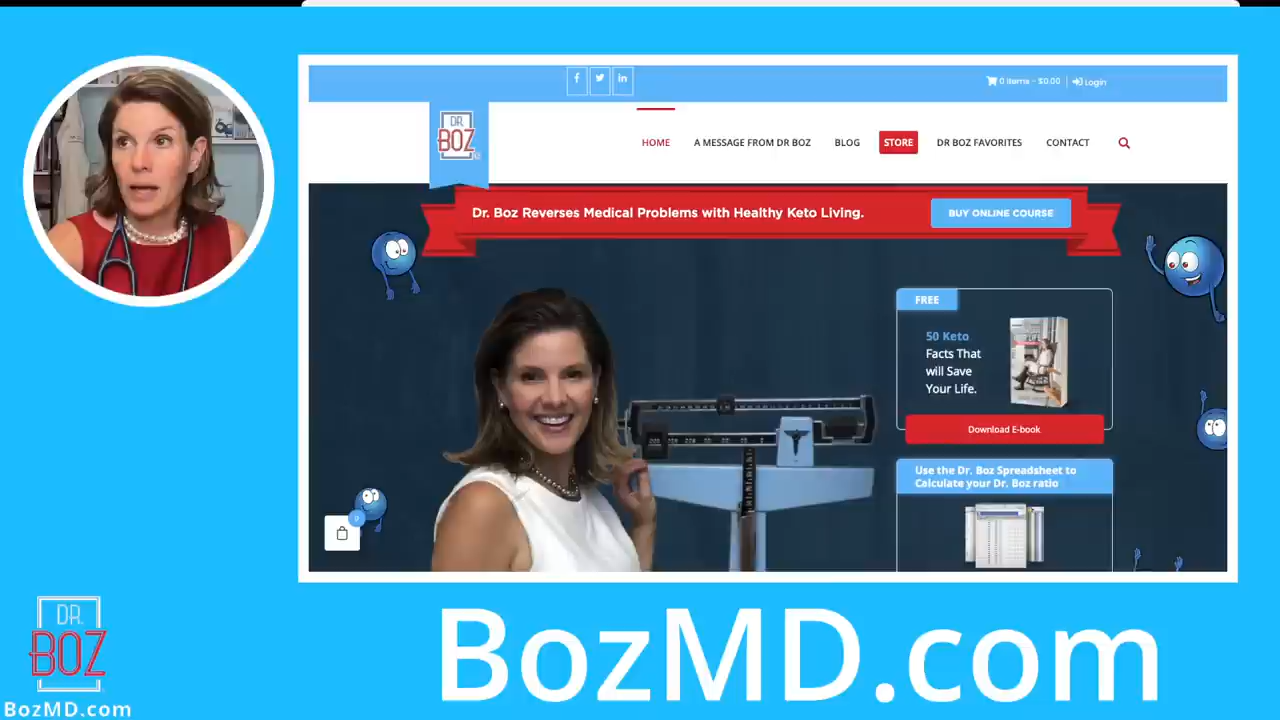 0 items - $0.00
Login
DR.
BOZ
HOME
A MESSAGE FROM DR BOZ
BLOG
STORE
DR BOZ FAVORITES
CONTACT
Dr. Boz Reverses Medical Problems with Healthy Keto Living.
BUY ONLINE COURSE
FREE
50 Keto
Facts That
will Save
Your Life.
Download E-book
Use the Dr. Boz Spreadsheet to
Calculate your Dr. Boz ratio
0
DR.
BOZ
BozMD.com
BozMD.com